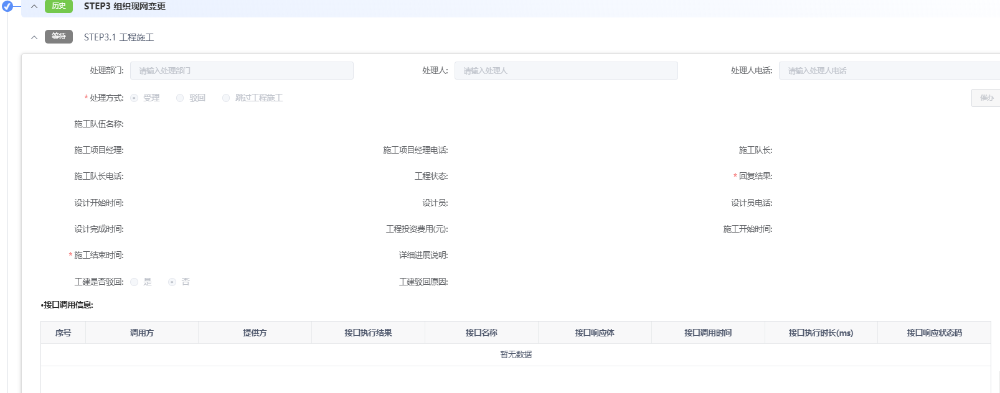 历史 STEP3 组织现网变更
等待 STEP3.1 工程施工
处理部门: 请输入处理部门 处理人: 请输入处理人 处理人电话: 请输入处理人电话
* 处理方式: 受理 驳回 跳过工程施工 催办
施工队伍名称:
施工项目经理: 施工项目经理电话: 施工队长:
施工队长电话: 工程状态: * 回复结果:
设计开始时间: 设计员: 设计员电话:
设计完成时间: 工程投资费用(元): 施工开始时间:
* 施工结束时间: 详细进展说明:
工建是否驳回: 是 否 工建驳回原因:
•接口调用信息:
序号 调用方 提供方 接口执行结果 接口名称 接口响应体 接口调用时间 接口执行时长(ms) 接口响应状态码
暂无数据